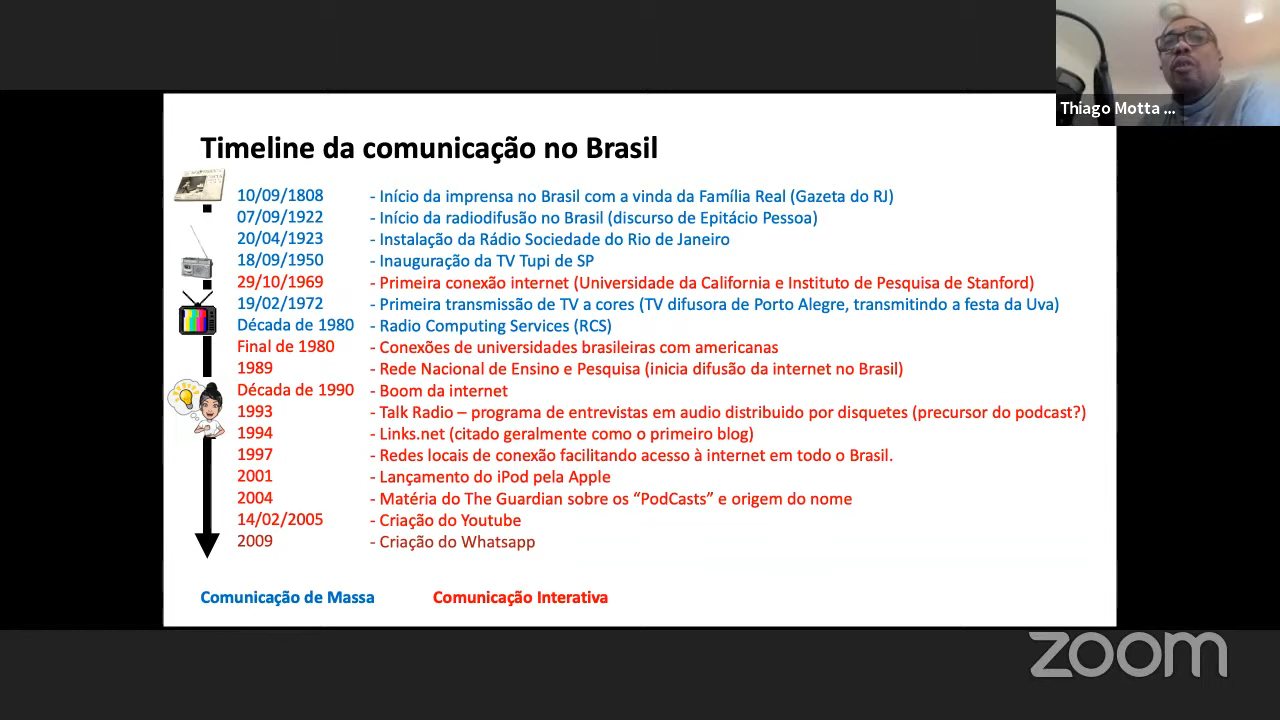 Thiago Motta ...
Timeline da comunicação no Brasil
10/09/1808 - Início da imprensa no Brasil com a vinda da Família Real (Gazeta do RJ)
07/09/1922 - Início da radiodifusão no Brasil (discurso de Epitácio Pessoa)
20/04/1923 - Instalação da Rádio Sociedade do Rio de Janeiro
18/09/1950 - Inauguração da TV Tupi de SP
29/10/1969 - Primeira conexão internet (Universidade da California e Instituto de Pesquisa de Stanford)
19/02/1972 - Primeira transmissão de TV a cores (TV difusora de Porto Alegre, transmitindo a festa da Uva)
Década de 1980 - Radio Computing Services (RCS)
Final de 1980 - Conexões de universidades brasileiras com americanas
1989 - Rede Nacional de Ensino e Pesquisa (inicia difusão da internet no Brasil)
Década de 1990 - Boom da internet
1993 - Talk Radio – programa de entrevistas em audio distribuido por disquetes (precursor do podcast?)
1994 - Links.net (citado geralmente como o primeiro blog)
1997 - Redes locais de conexão facilitando acesso à internet em todo o Brasil.
2001 - Lançamento do iPod pela Apple
2004 - Matéria do The Guardian sobre os “PodCasts” e origem do nome
14/02/2005 - Criação do Youtube
2009 - Criação do Whatsapp
Comunicação de Massa Comunicação Interativa
zoom